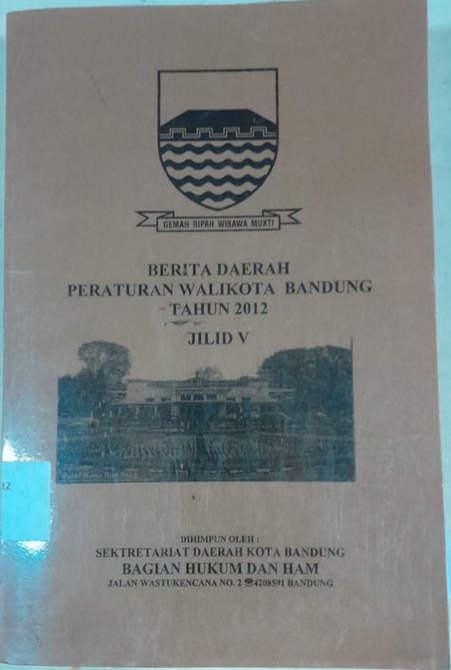 GEMAH RIPAH WIBAWA MUKTI
BERITA DAERAH
PERATURAN WALIKOTA BANDUNG
TAHUN 2012
JILID V
12
DIHIMPUN OLEH :
SEKTRETARIAT DAERAH KOTA BANDUNG
BAGIAN HUKUM DAN HAM
JALAN WASTUKENCANA NO. 2 ☎4208591 BANDUNG